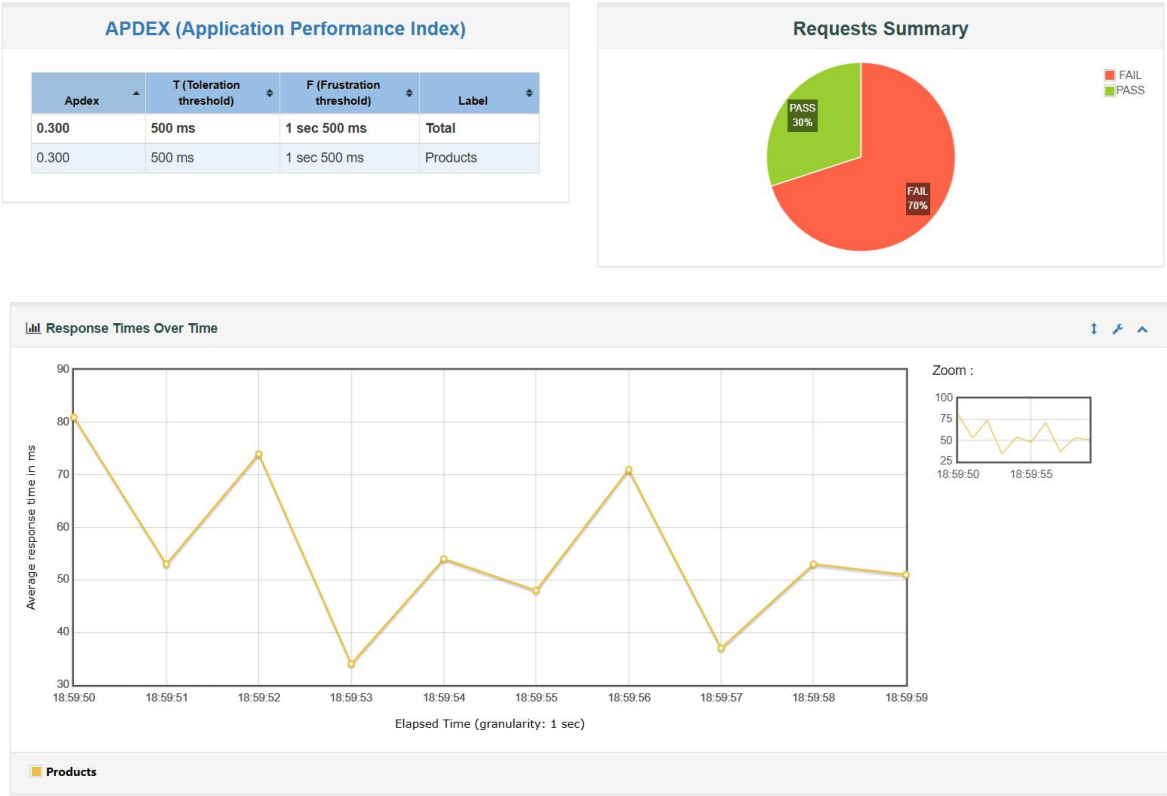 APDEX (Application Performance Index)
Apdex
T (Toleration
threshold)
F (Frustration
threshold)
Label
0.300 500 ms 1 sec 500 ms Total
0.300 500 ms 1 sec 500 ms Products
Requests Summary
FAIL
PASS
PASS
30%
FAIL
70%
Response Times Over Time
90
80
70
60
50
40
30
Average response time in ms
18:59:50 18:59:51 18:59:52 18:59:53 18:59:54 18:59:55 18:59:56 18:59:57 18:59:58 18:59:59
Elapsed Time (granularity: 1 sec)
Zoom :
100
75
50
25
18:59:50 18:59:55
Products